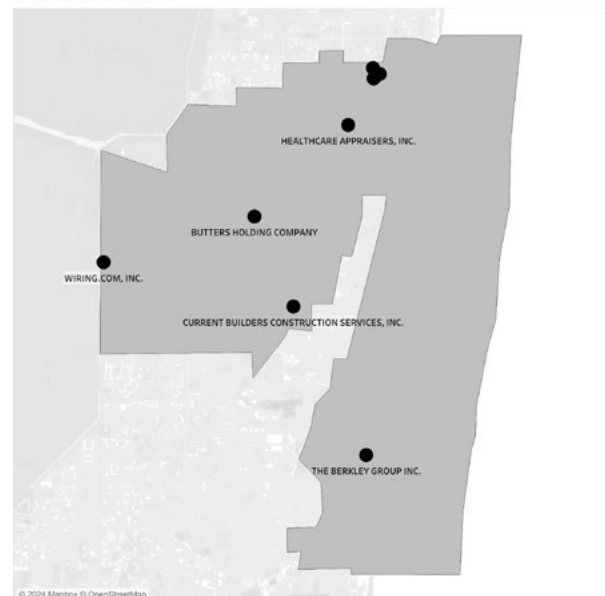 HEALTHCARE APPRAISERS, INC.
BUTTERS HOLDING COMPANY
WIRING.COM, INC.
CURRENT BUILDERS CONSTRUCTION SERVICES, INC.
THE BERKLEY GROUP INC.
© 2024 Mapbox © OpenStreetMap